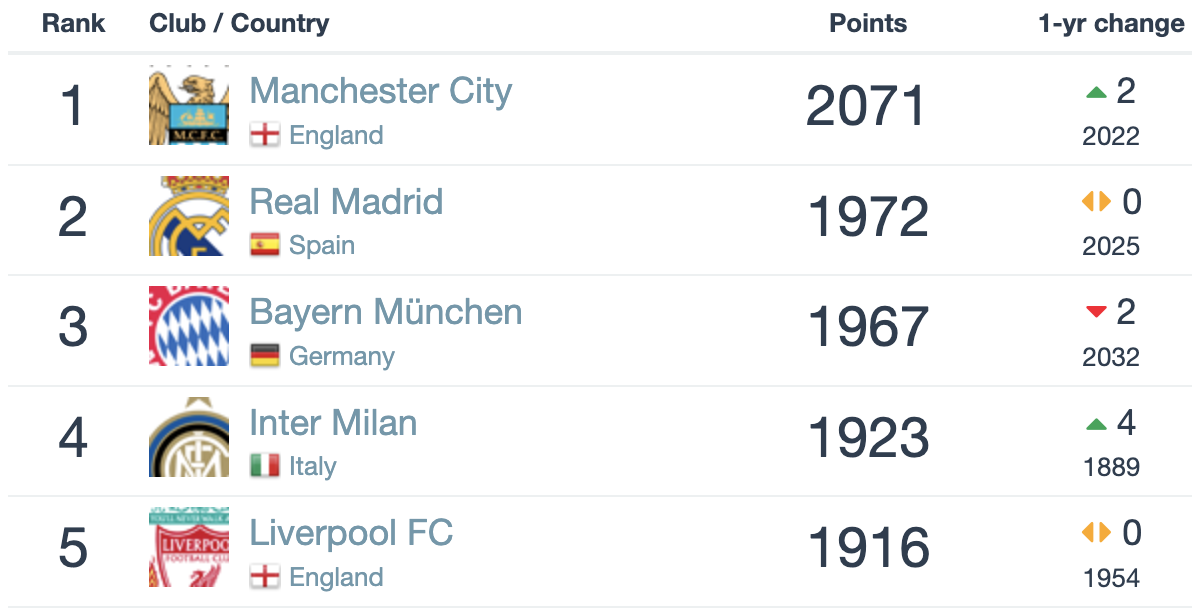 Rank Club / Country Points 1-yr change
1 Manchester City 2071 2
England 2022
M.C.F.C.
2 Real Madrid 1972 0
Spain 2025
3 Bayern München 1967 2
Germany 2032
4 Inter Milan 1923 4
Italy 1889
5 Liverpool FC 1916 0
England 1954
LIVERPOO
FOOTBALL CLU